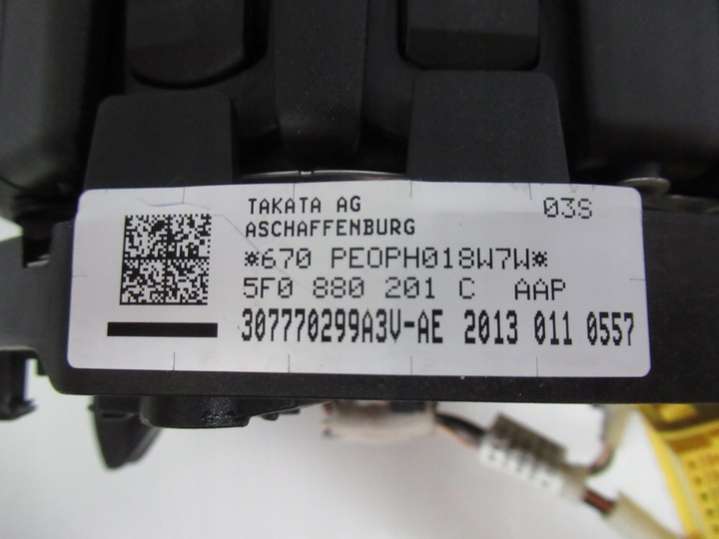 TAKATA AG 03S
ASCHAFFENBURG
*670 PEOPH018W7W*
5F0 880 201 C AAP
307770299A3V-AE 2013 011 0557